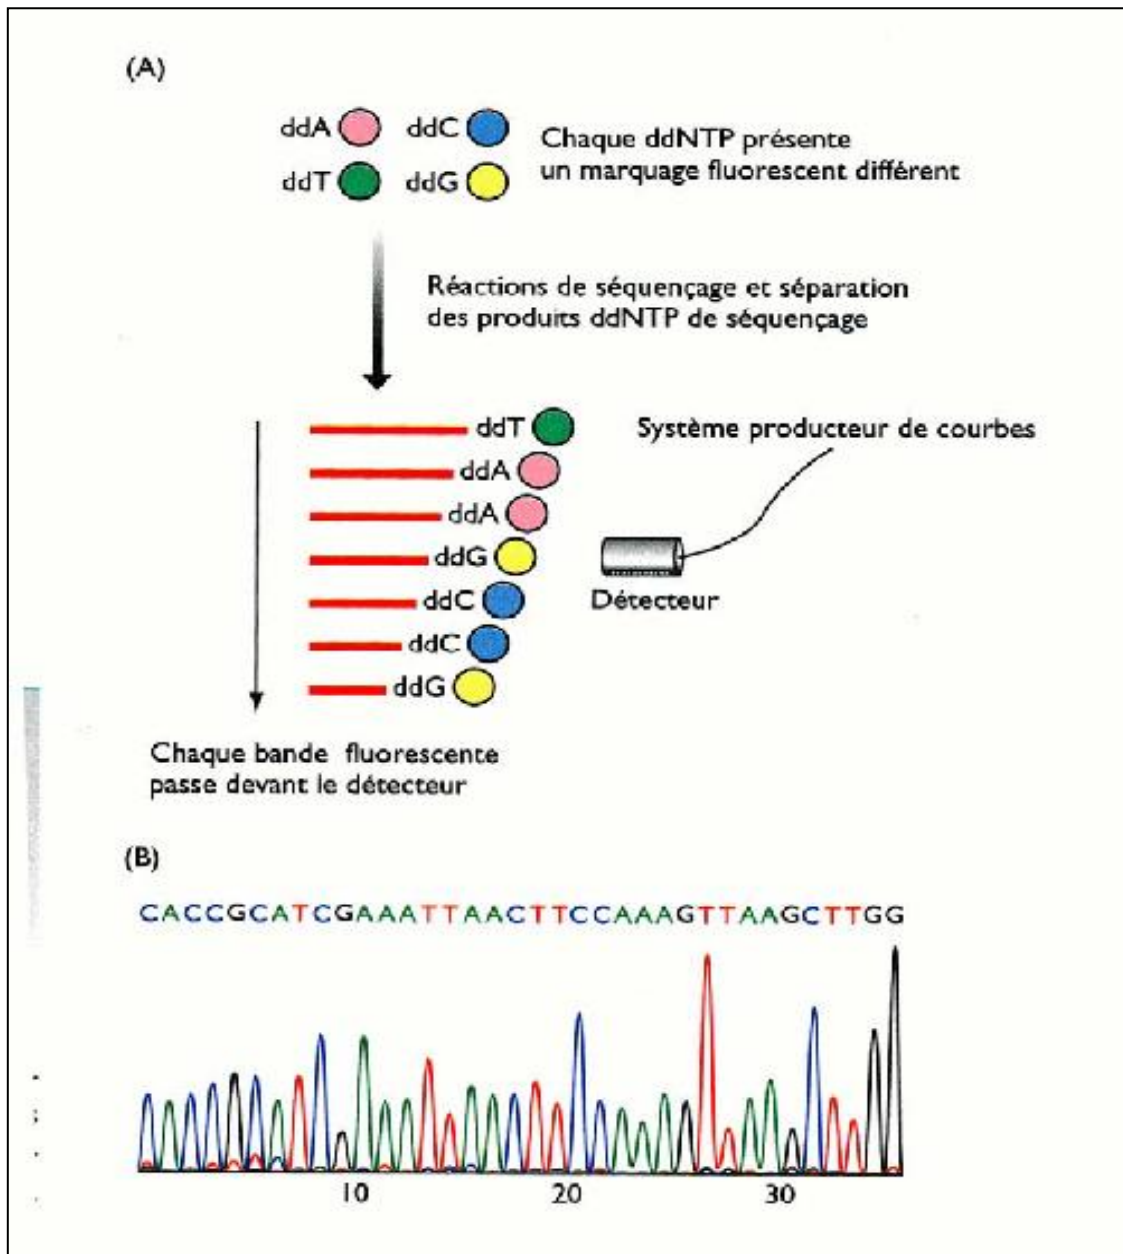 (A)
ddA ddC
ddT ddG
Chaque ddNTP présente
un marquage fluorescent différent
Réactions de séquençage et séparation
des produits ddNTP de séquençage
ddT
ddA
ddA
ddG
ddC
ddC
ddG
Système producteur de courbes
Détecteur
Chaque bande fluorescente
passe devant le détecteur
(B)
CACCGCATCGAAATTAACTTCCAAAGTTAAGCTTGG
10 20 30